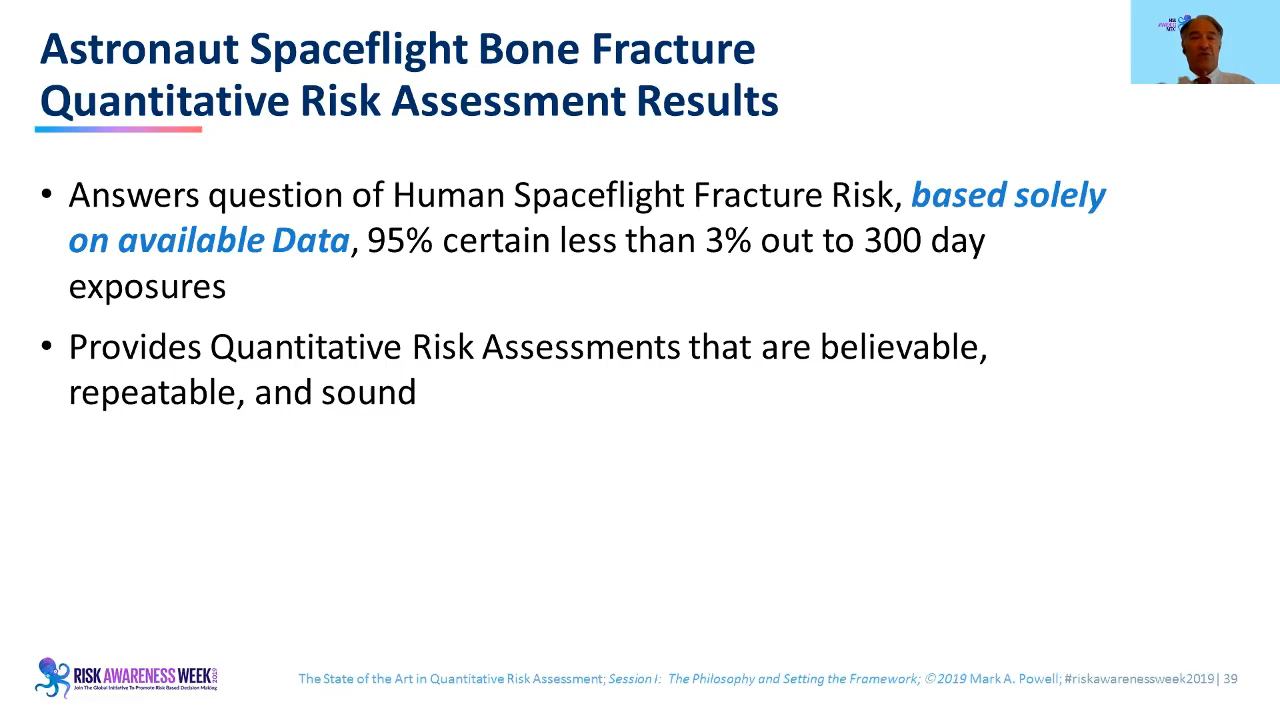 Astronaut Spaceflight Bone Fracture
Quantitative Risk Assessment Results
• Answers question of Human Spaceflight Fracture Risk, based solely
on available Data, 95% certain less than 3% out to 300 day
exposures
• Provides Quantitative Risk Assessments that are believable,
repeatable, and sound
RISK AWARENESS WEEK 2019
Join The Global Initiative To Promote Risk Based Decision Making
The State of the Art in Quantitative Risk Assessment; Session I: The Philosophy and Setting the Framework; ©2019 Mark A. Powell; #riskawarenessweek2019| 39